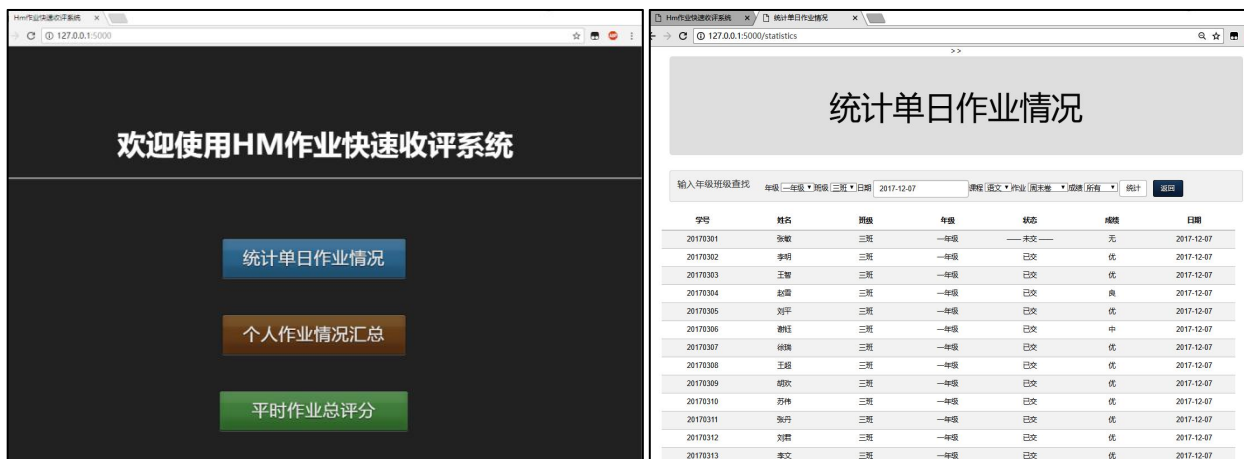 Hm作业快速收评系统 ×
127.0.0.1:5000
欢迎使用HM作业快速收评系统
统计单日作业情况
个人作业情况汇总
平时作业总评分
Hm作业快速收评系统 × 统计单日作业情况 ×
127.0.0.1:5000/statistics
>>
统计单日作业情况
输入年级班级查找 年级 一年级 班级 三班 日期 2017-12-07 课程 语文 作业 周末卷 成绩 所有 统计 返回
学号 姓名 班级 年级 状态 成绩 日期
20170301 张敏 三班 一年级 —— 未交 —— 无 2017-12-07
20170302 李明 三班 一年级 已交 优 2017-12-07
20170303 王智 三班 一年级 已交 优 2017-12-07
20170304 赵雷 三班 一年级 已交 良 2017-12-07
20170305 刘平 三班 一年级 已交 优 2017-12-07
20170306 谢钰 三班 一年级 已交 中 2017-12-07
20170307 徐瑞 三班 一年级 已交 优 2017-12-07
20170308 王超 三班 一年级 已交 优 2017-12-07
20170309 胡欢 三班 一年级 已交 优 2017-12-07
20170310 苏伟 三班 一年级 已交 优 2017-12-07
20170311 张丹 三班 一年级 已交 优 2017-12-07
20170312 刘君 三班 一年级 已交 优 2017-12-07
20170313 李文 三班 一年级 已交 优 2017-12-07